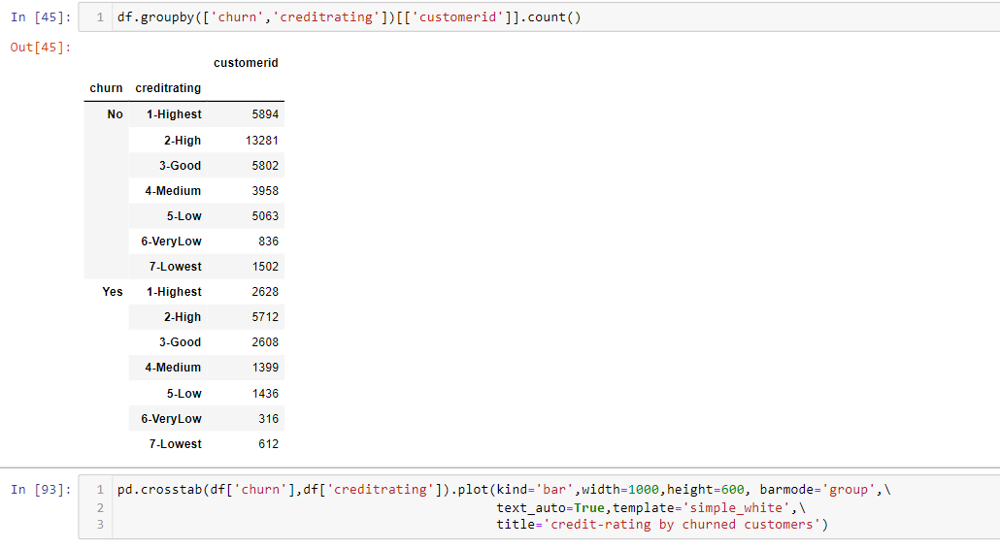 In [45]: 1 df.groupby(['churn','creditrating'])[['customerid']].count()
Out[45]:
customerid
churn creditrating
No 1-Highest 5894
2-High 13281
3-Good 5802
4-Medium 3958
5-Low 5063
6-VeryLow 836
7-Lowest 1502
Yes 1-Highest 2628
2-High 5712
3-Good 2608
4-Medium 1399
5-Low 1436
6-VeryLow 316
7-Lowest 612
In [93]: 1 pd.crosstab(df['churn'],df['creditrating']).plot(kind='bar',width=1000,height=600, barmode='group',\
2 text_auto=True,template='simple_white',\
3 title='credit-rating by churned customers')